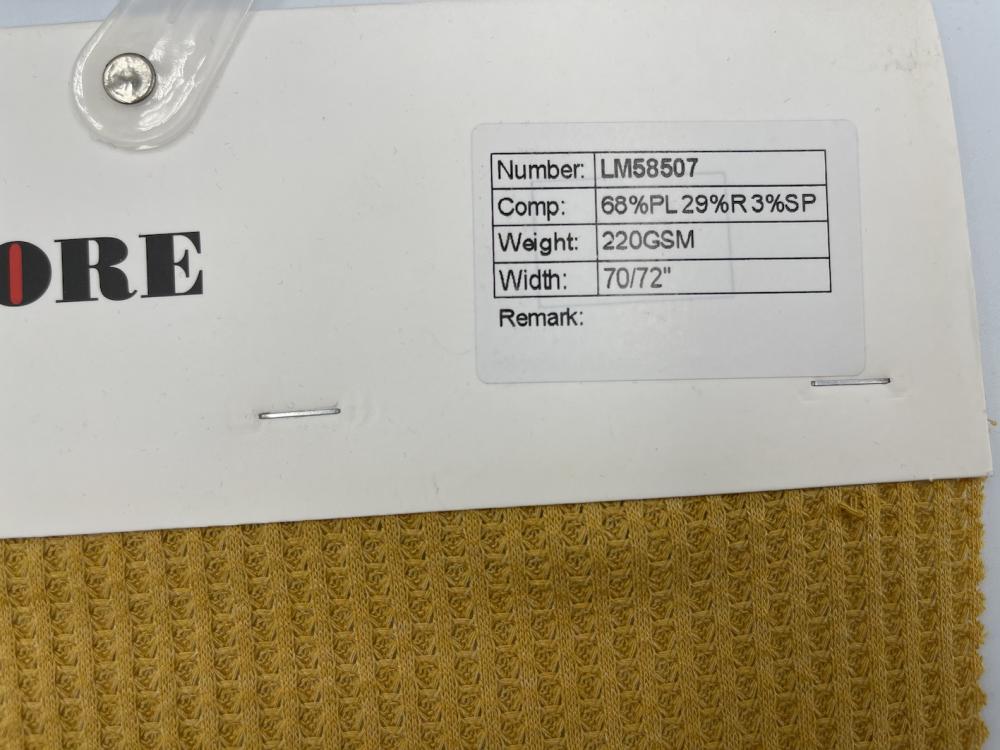 ORE
Number: LM58507
Comp: 68%PL 29%R 3%SP
Weight: 220GSM
Width: 70/72"
Remark: